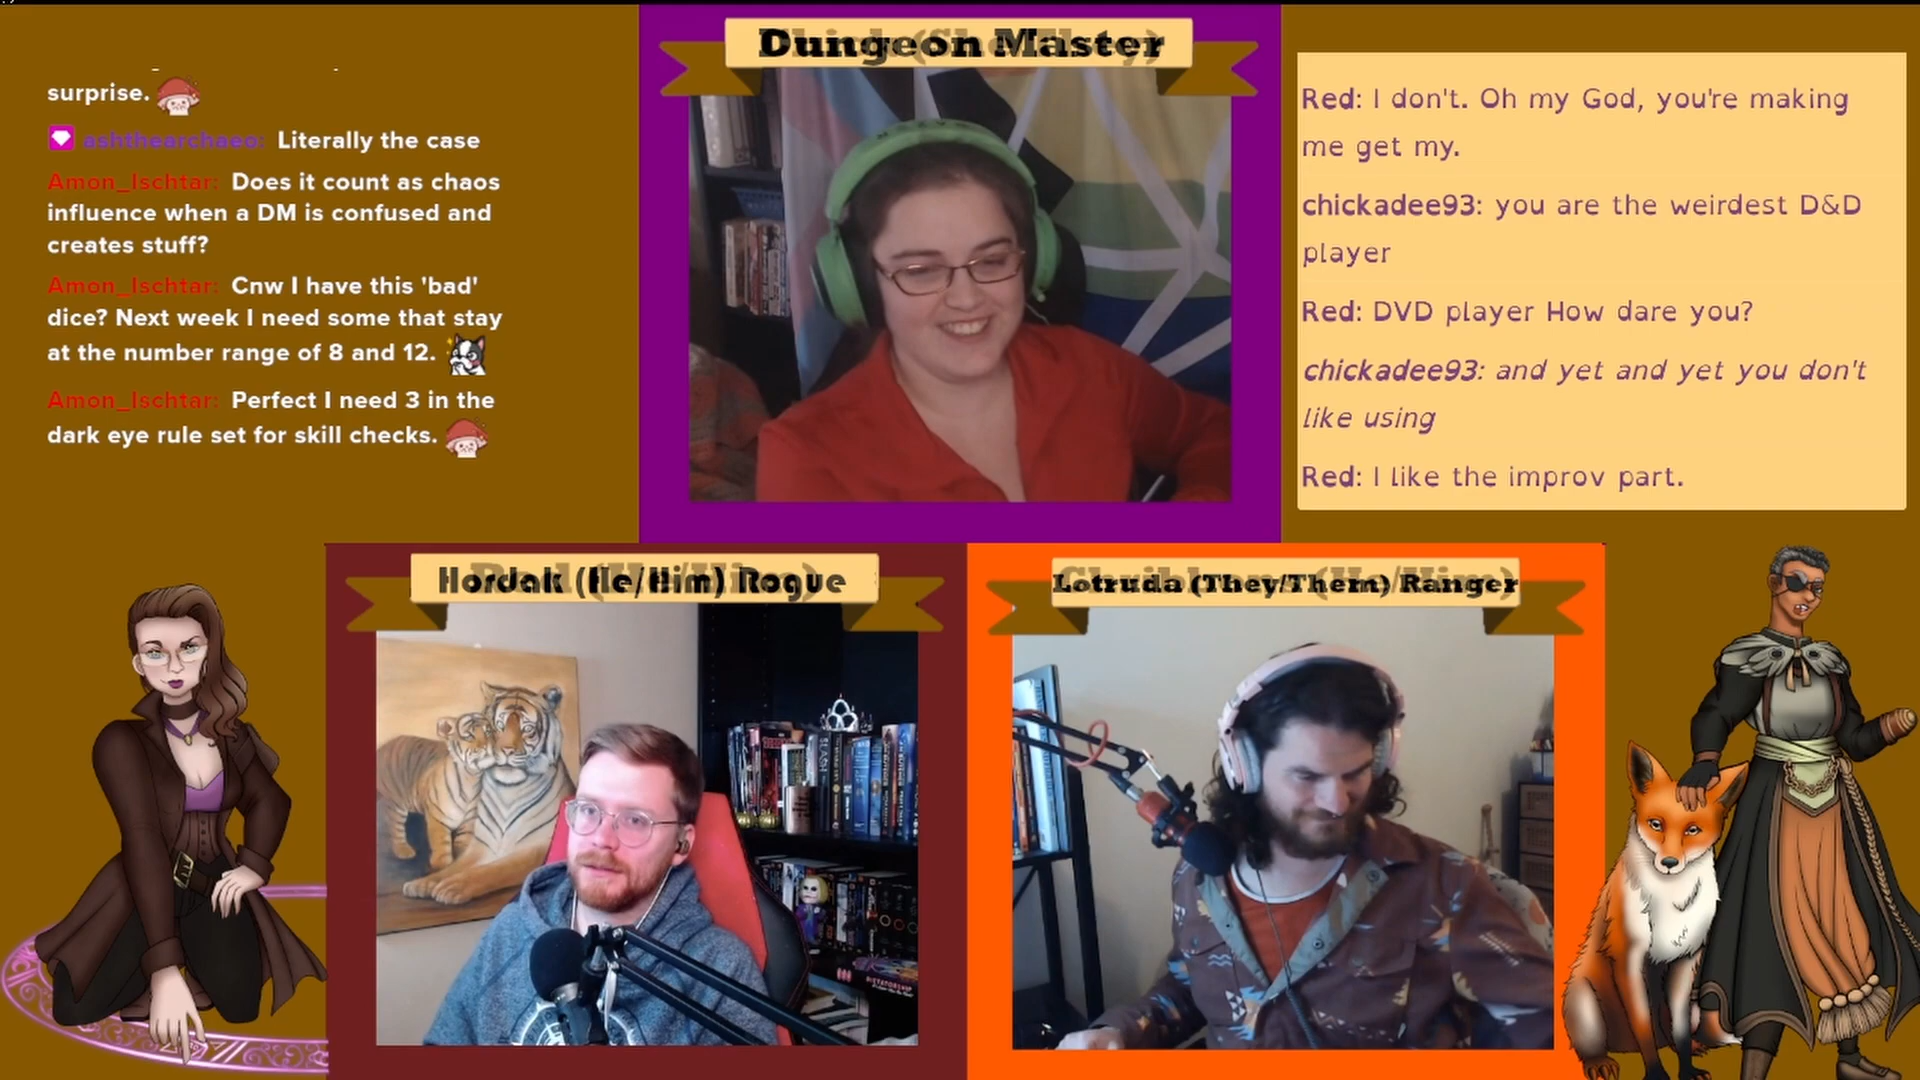 surprise.
ashthearchaeo: Literally the case
Amon_Ischtar: Does it count as chaos
influence when a DM is confused and
creates stuff?
Amon_Ischtar: Cnw I have this 'bad'
dice? Next week I need some that stay
at the number range of 8 and 12.
Amon_Ischtar: Perfect I need 3 in the
dark eye rule set for skill checks.
Dungeon Master
Red: I don't. Oh my God, you're making
me get my.
chickadee93: you are the weirdest D&D
player
Red: DVD player How dare you?
chickadee93: and yet and yet you don't
like using
Red: I like the improv part.
Hordak (He/Him) Rogue
Lotruda (They/Them) Ranger